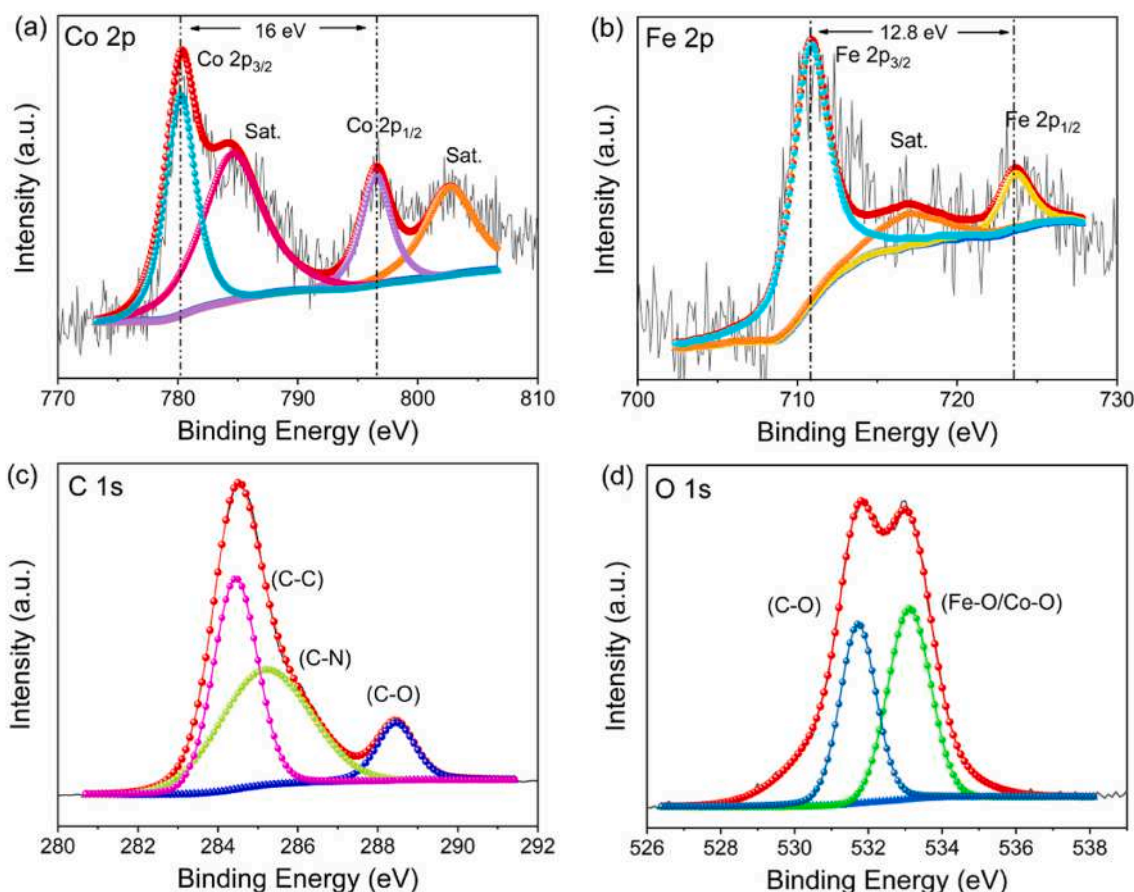 (a)
Co 2p
16 eV
Co 2p3/2
Sat.
Co 2p1/2
Sat.
Intensity (a.u.)
770 780 790 800 810
Binding Energy (eV)
(b)
Fe 2p
12.8 eV
Fe 2p3/2
Sat.
Fe 2p1/2
Intensity (a.u.)
700 710 720 730
Binding Energy (eV)
(c)
C 1s
(C-C)
(C-N)
(C-O)
Intensity (a.u.)
280 282 284 286 288 290 292
Binding Energy (eV)
(d)
O 1s
(C-O)
(Fe-O/Co-O)
Intensity (a.u.)
526 528 530 532 534 536 538
Binding Energy (eV)